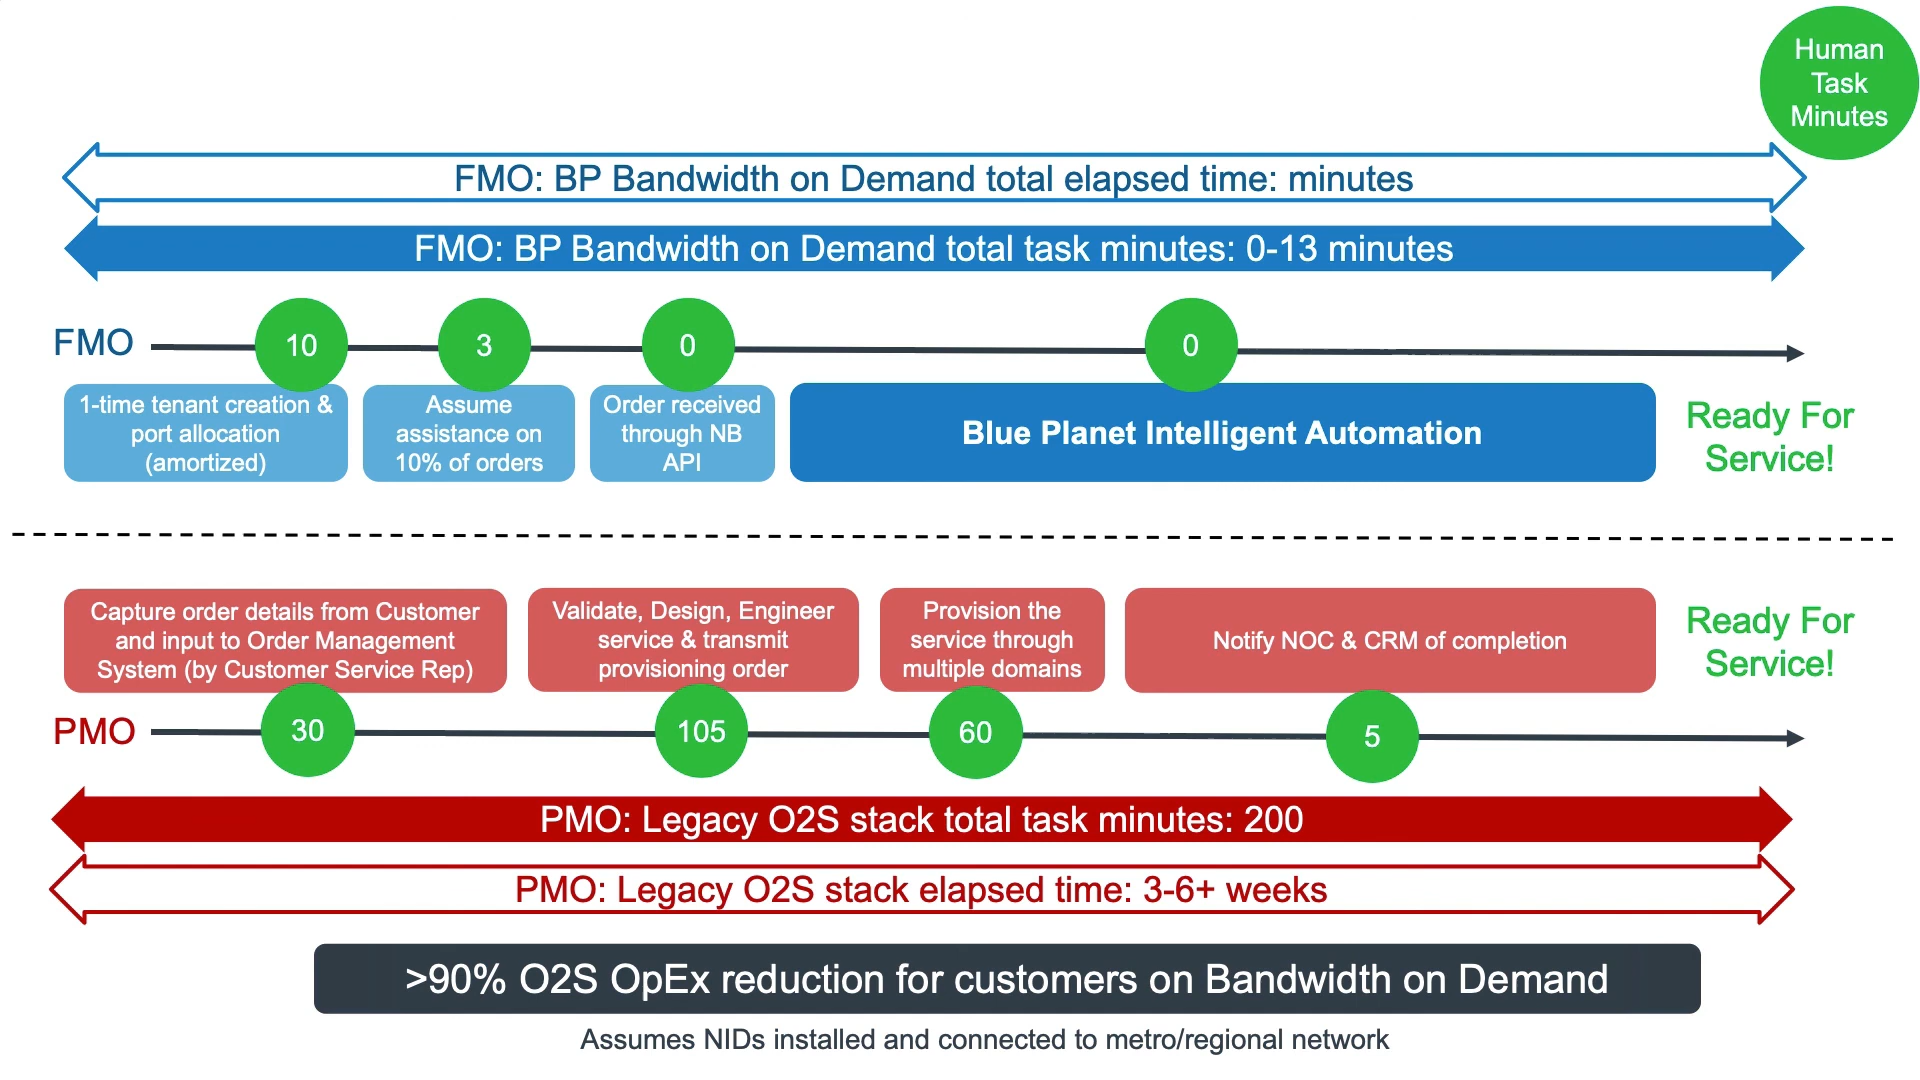 Human
Task
Minutes
FMO: BP Bandwidth on Demand total elapsed time: minutes
FMO: BP Bandwidth on Demand total task minutes: 0-13 minutes
FMO
10
3
0
0
1-time tenant creation &
port allocation
(amortized)
Assume
assistance on
10% of orders
Order received
through NB
API
Blue Planet Intelligent Automation
Ready For
Service!
Capture order details from Customer
and input to Order Management
System (by Customer Service Rep)
Validate, Design, Engineer
service & transmit
provisioning order
Provision the
service through
multiple domains
Notify NOC & CRM of completion
Ready For
Service!
PMO
30
105
60
5
PMO: Legacy O2S stack total task minutes: 200
PMO: Legacy O2S stack elapsed time: 3-6+ weeks
>90% O2S OpEx reduction for customers on Bandwidth on Demand
Assumes NIDs installed and connected to metro/regional network